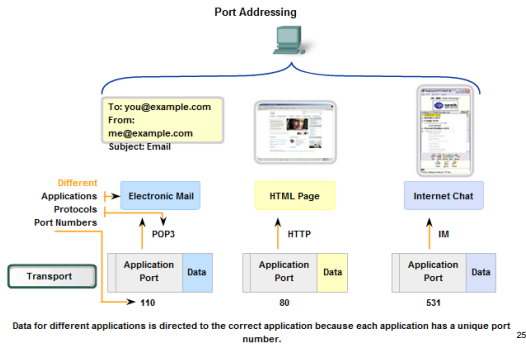 Port Addressing
To: you@example.com
From:
me@example.com
Subject: Email
Different
Applications
Protocols
Port Numbers
Electronic Mail
HTML Page
Internet Chat
POP3
HTTP
IM
Transport
Application
Port
Data
Application
Port
Data
Application
Port
Data
110
80
531
Data for different applications is directed to the correct application because each application has a unique port
number.
25